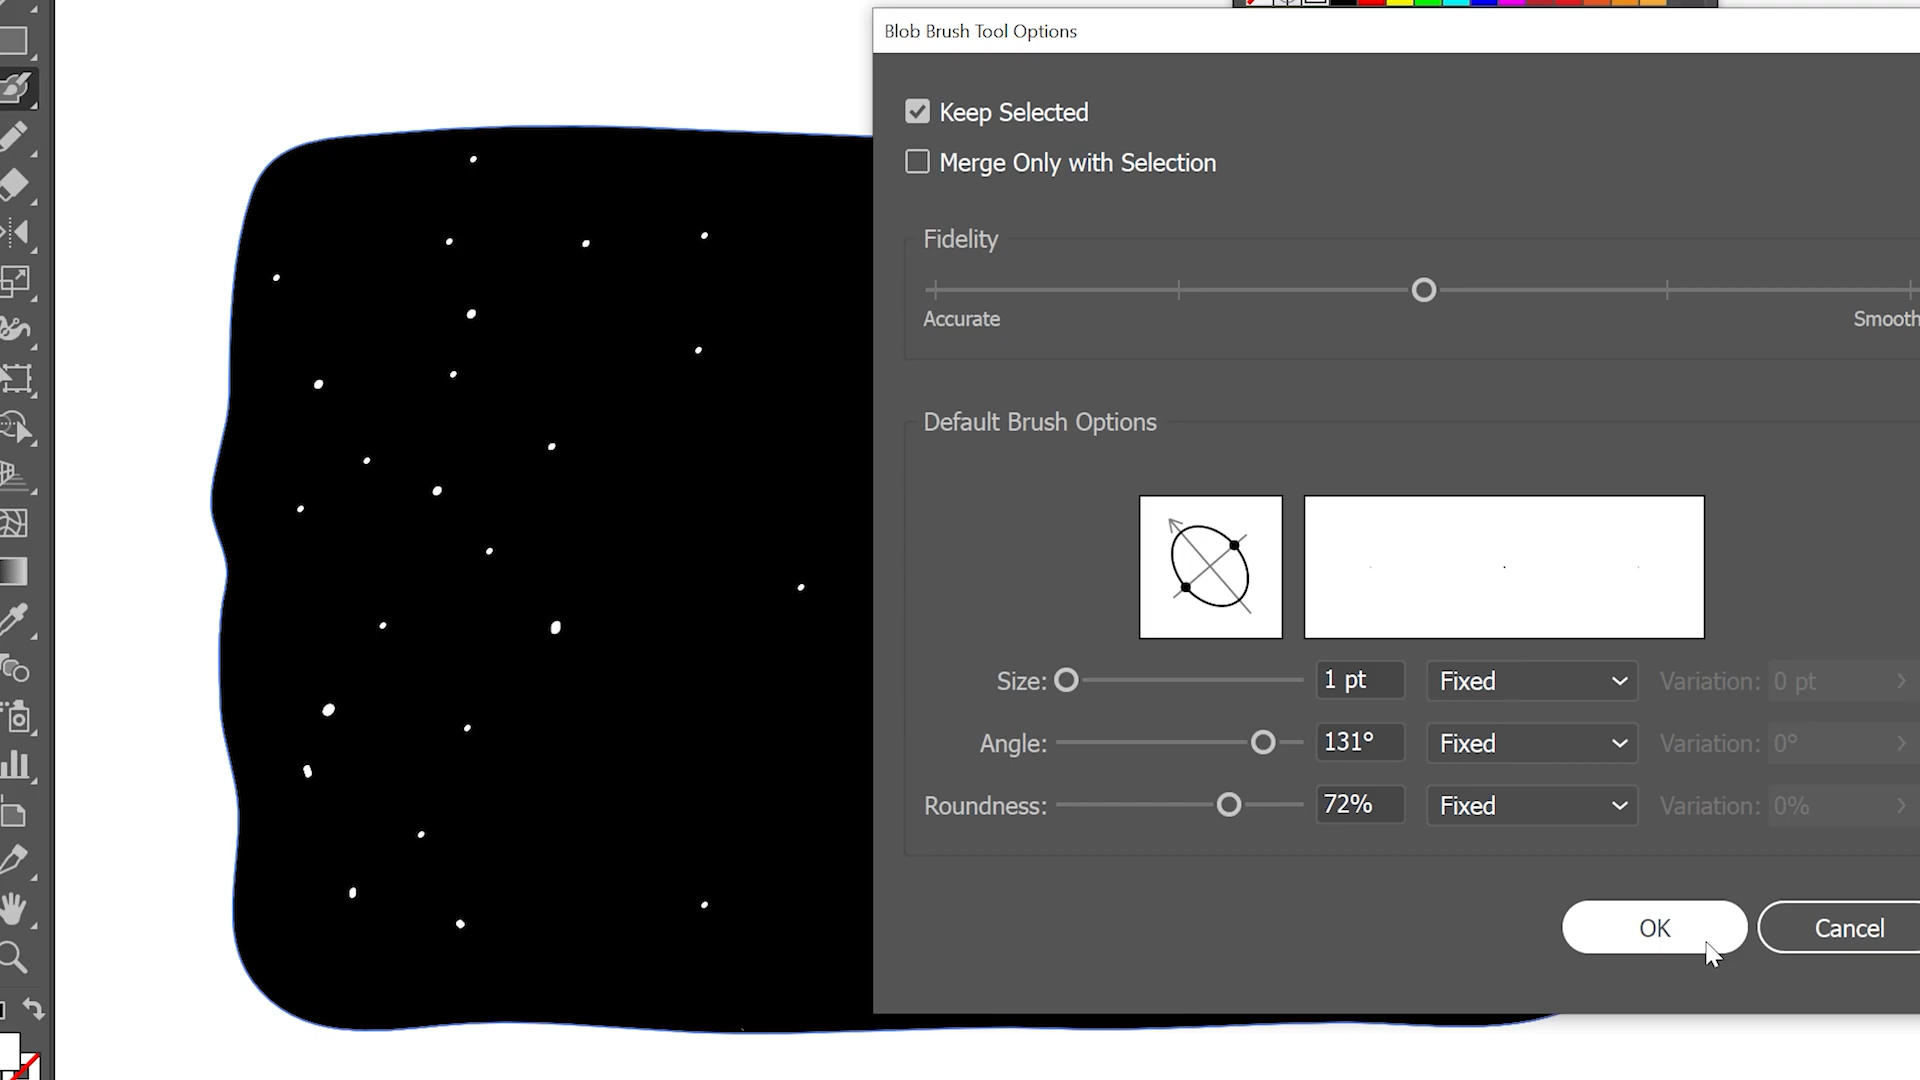 Blob Brush Tool Options
Keep Selected
Merge Only with Selection
Fidelity
Accurate
Smooth
Default Brush Options
Size: 1 pt Fixed Variation: 0 pt
Angle: 131° Fixed Variation: 0°
Roundness: 72% Fixed Variation: 0%
OK Cancel